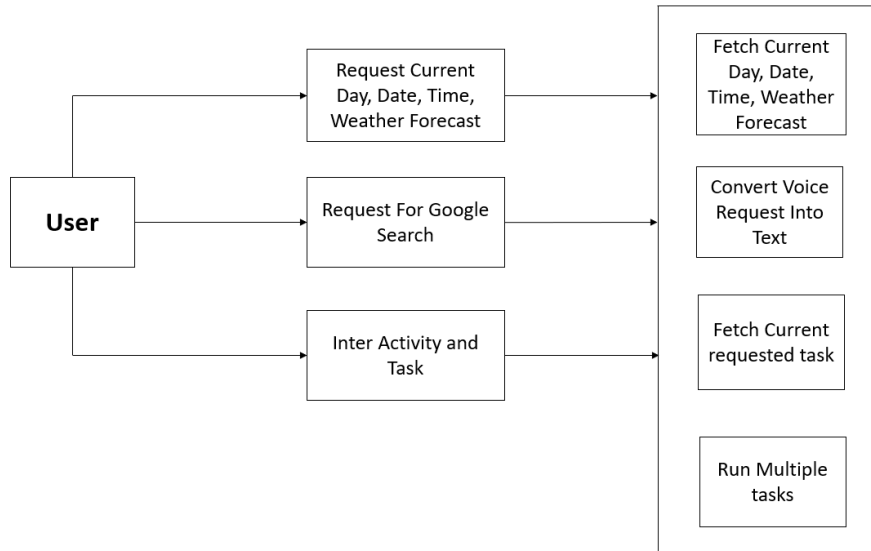 Request Current
Day, Date, Time,
Weather Forecast
Fetch Current
Day, Date,
Time, Weather
Forecast
User
Request For Google
Search
Convert Voice
Request Into
Text
Inter Activity and
Task
Fetch Current
requested task
Run Multiple
tasks